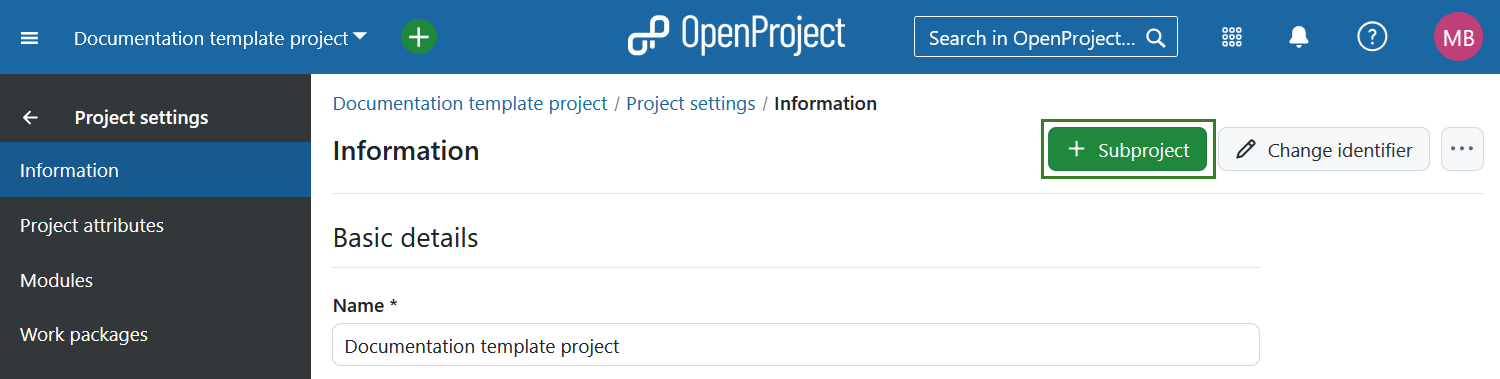 Documentation template project
OpenProject
Search in OpenProject...
MB
Project settings
Information
Project attributes
Modules
Work packages
Documentation template project / Project settings / Information
Information
+ Subproject
Change identifier
Basic details
Name *
Documentation template project